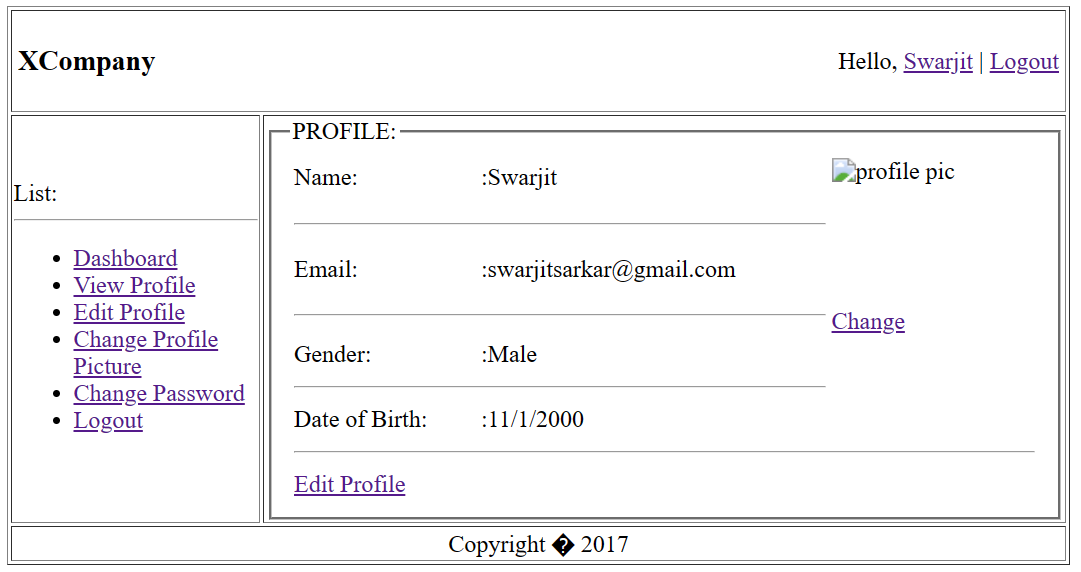 XCompany
Hello, Swarjit | Logout
List:
Dashboard
View Profile
Edit Profile
Change Profile
Picture
Change Password
Logout
PROFILE:
Name: :Swarjit
profile pic
Email: :swarjitsarkar@gmail.com
Change
Gender: :Male
Date of Birth: :11/1/2000
Edit Profile
Copyright � 2017